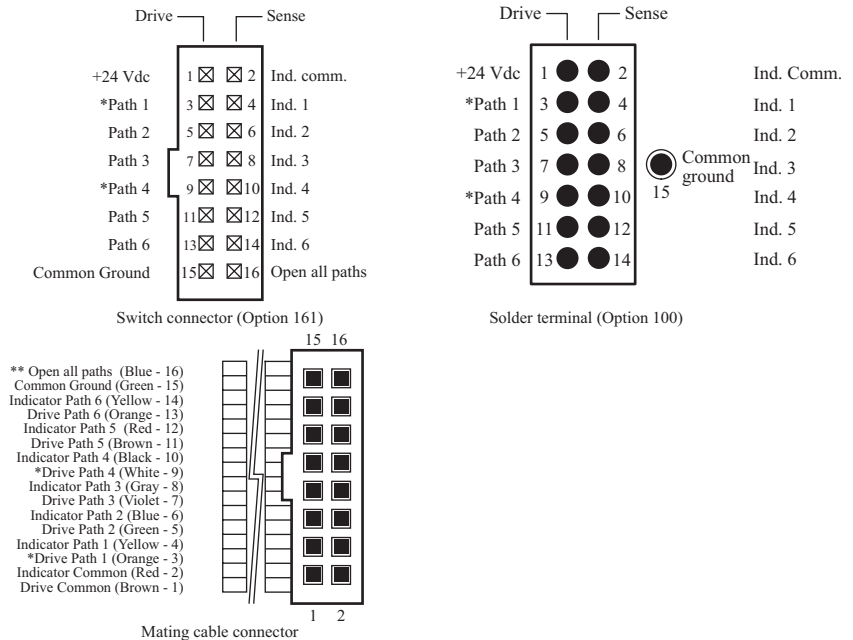 Drive Sense
+24 Vdc 1 2 Ind. comm.
*Path 1 3 4 Ind. 1
Path 2 5 6 Ind. 2
Path 3 7 8 Ind. 3
*Path 4 9 10 Ind. 4
Path 5 11 12 Ind. 5
Path 6 13 14 Ind. 6
Common Ground 15 16 Open all paths
Switch connector (Option 161)
Drive Sense
+24 Vdc 1 2 Ind. Comm.
*Path 1 3 4 Ind. 1
Path 2 5 6 Ind. 2
Path 3 7 8 Common Ind. 3
ground
15
*Path 4 9 10 Ind. 4
Path 5 11 12 Ind. 5
Path 6 13 14 Ind. 6
Solder terminal (Option 100)
15 16
** Open all paths (Blue - 16)
Common Ground (Green - 15)
Indicator Path 6 (Yellow - 14)
Drive Path 6 (Orange - 13)
Indicator Path 5 (Red - 12)
Drive Path 5 (Brown - 11)
Indicator Path 4 (Black - 10)
*Drive Path 4 (White - 9)
Indicator Path 3 (Gray - 8)
Drive Path 3 (Violet - 7)
Indicator Path 2 (Blue - 6)
Drive Path 2 (Green - 5)
Indicator Path 1 (Yellow - 4)
*Drive Path 1 (Orange - 3)
Indicator Common (Red - 2)
Drive Common (Brown - 1)
1 2
Mating cable connector